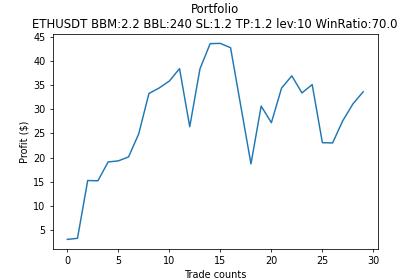 Portfolio
ETHUSDT BBM:2.2 BBL:240 SL:1.2 TP:1.2 lev:10 WinRatio:70.0
45
40
35
30
25
20
15
10
5
Profit ($)
0 5 10 15 20 25 30
Trade counts